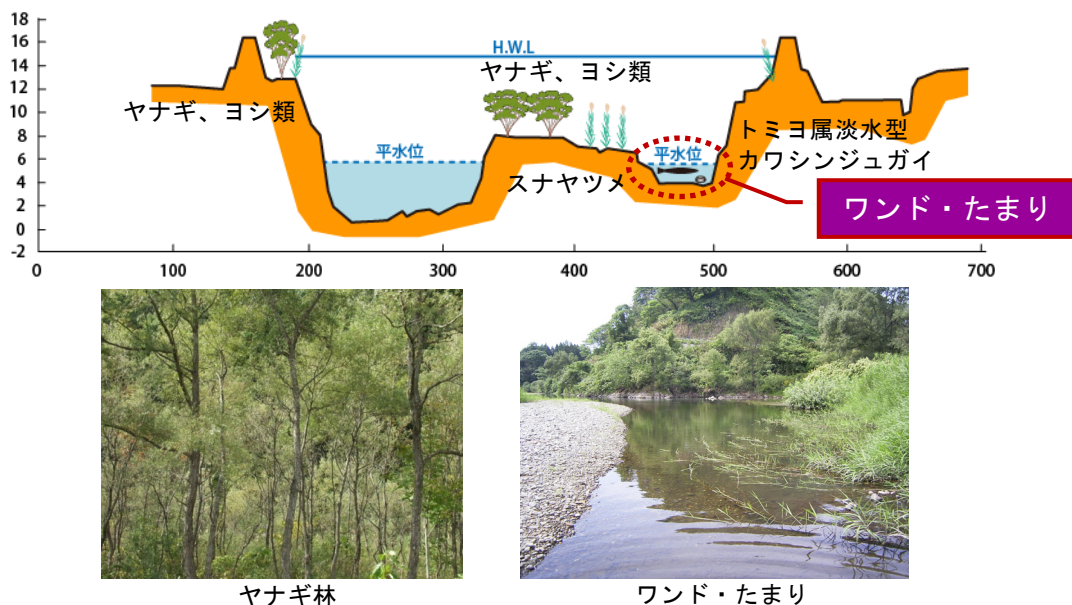 18
16
14
12
10
8
6
4
2
0
-2
H.W.L
ヤナギ、ヨシ類
ヤナギ、ヨシ類
平水位
平水位
スナヤツメ
トミヨ属淡水型
カワシンジュガイ
ワンド・たまり
0 100 200 300 400 500 600 700
ヤナギ林
ワンド・たまり